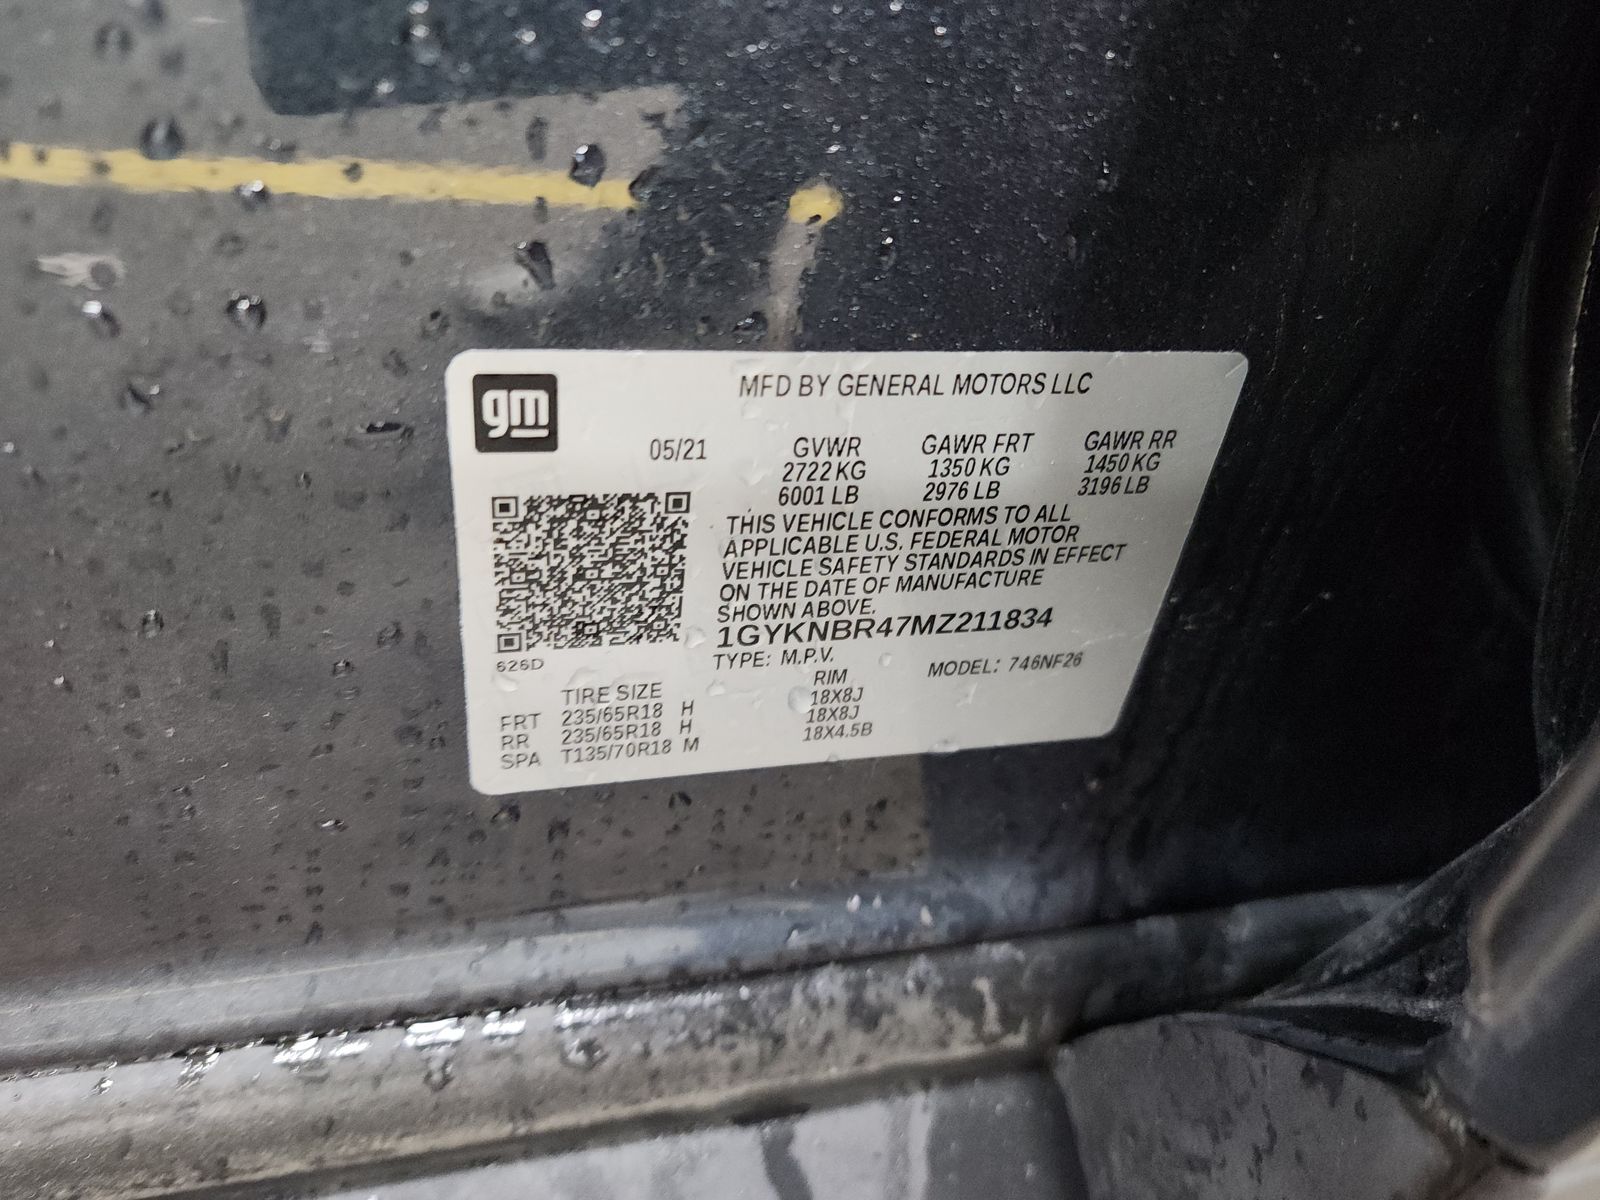 gm
MFD BY GENERAL MOTORS LLC
05/21 GVWR GAWR FRT GAWR RR
2722 KG 1350 KG 1450 KG
6001 LB 2976 LB 3196 LB
THIS VEHICLE CONFORMS TO ALL
APPLICABLE U.S. FEDERAL MOTOR
VEHICLE SAFETY STANDARDS IN EFFECT
ON THE DATE OF MANUFACTURE
SHOWN ABOVE.
1GYKNBR47MZ211834
626D
TYPE: M.P.V. MODEL: 746NF26
TIRE SIZE RIM
FRT 235/65R18 H 18X8J
RR 235/65R18 H 18X8J
SPA T135/70R18 M 18X4.5B